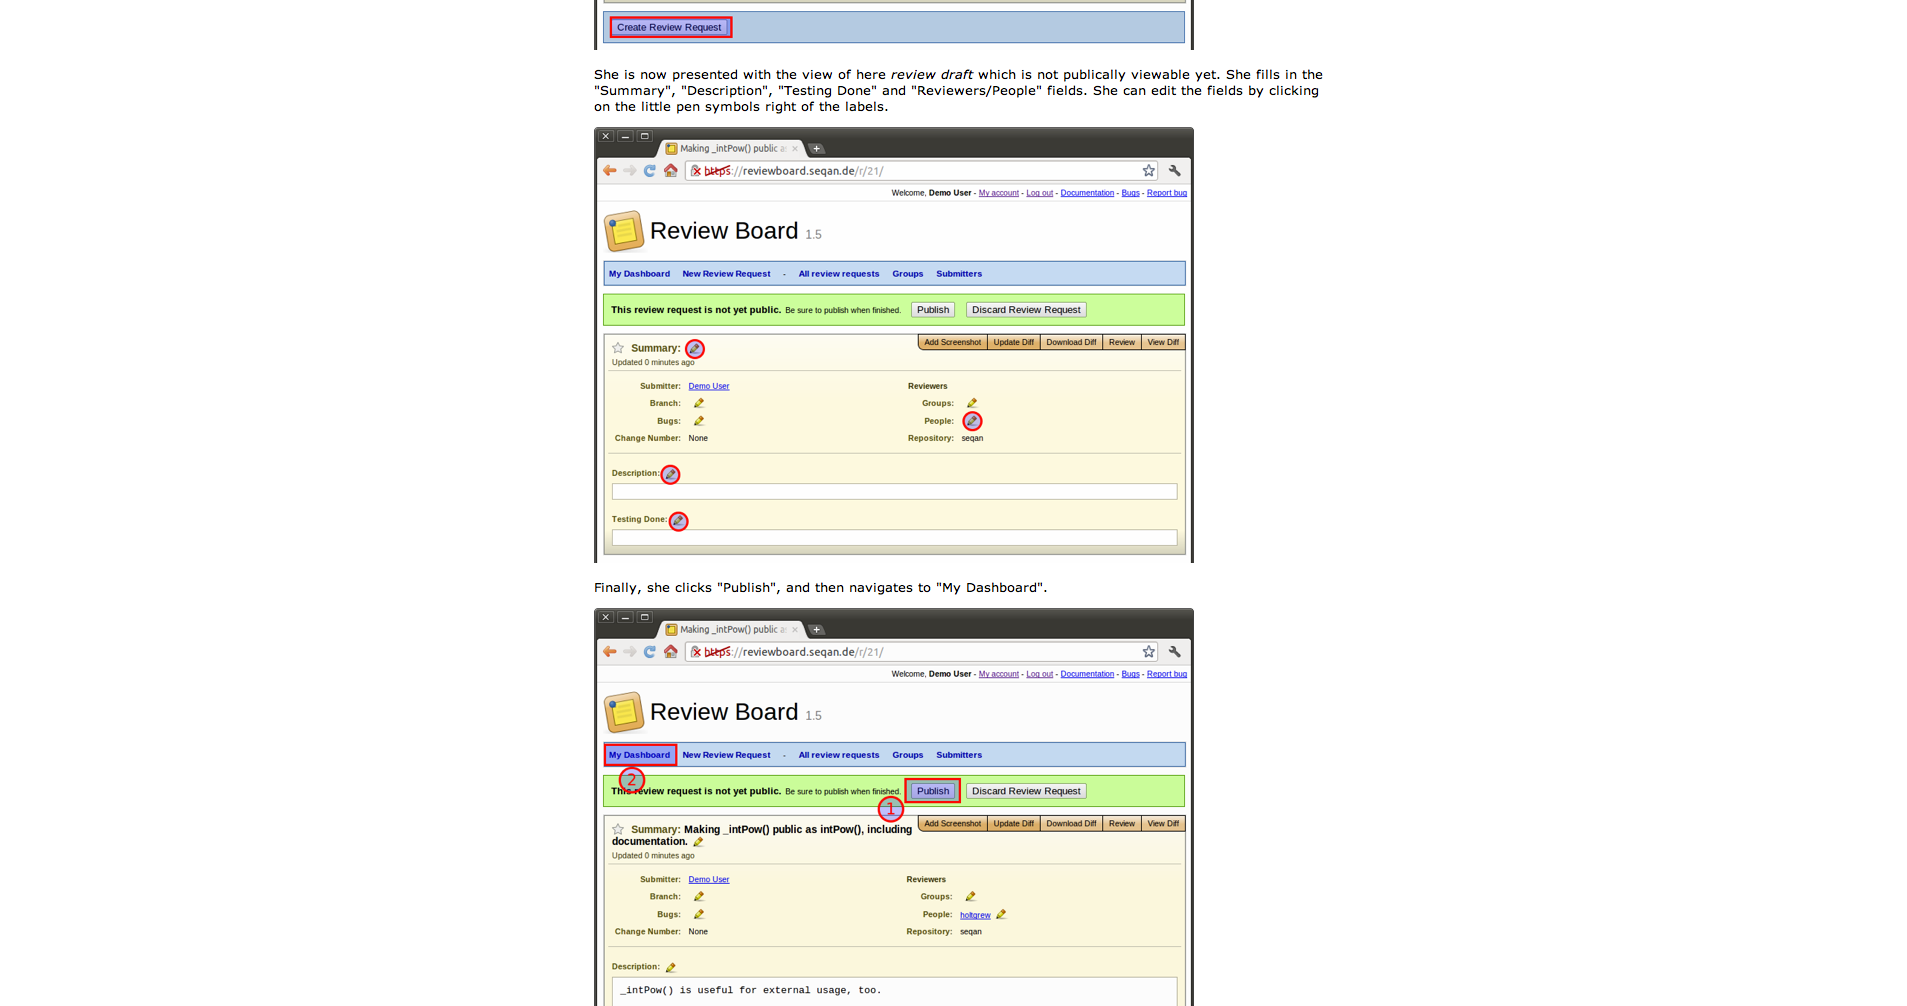 Create Review Request
She is now presented with the view of here review draft which is not publically viewable yet. She fills in the
"Summary", "Description", "Testing Done" and "Reviewers/People" fields. She can edit the fields by clicking
on the little pen symbols right of the labels.
Making _intPow() public a
https://reviewboard.seqan.de/r/21/
Welcome, Demo User - My account - Log out - Documentation - Bugs - Report bug
Review Board 1.5
My Dashboard New Review Request - All review requests Groups Submitters
This review request is not yet public. Be sure to publish when finished. Publish Discard Review Request
Summary: Add Screenshot Update Diff Download Diff Review View Diff
Updated 0 minutes ago
Submitter: Demo User Reviewers
Branch: Groups:
Bugs: People:
Change Number: None Repository: seqan
Description:
Testing Done:
Finally, she clicks "Publish", and then navigates to "My Dashboard".
Making _intPow() public a
https://reviewboard.seqan.de/r/21/
Welcome, Demo User - My account - Log out - Documentation - Bugs - Report bug
Review Board 1.5
My Dashboard New Review Request - All review requests Groups Submitters
2
This review request is not yet public. Be sure to publish when finished. Publish Discard Review Request
1
Summary: Making _intPow() public as intPow(), including Add Screenshot Update Diff Download Diff Review View Diff
documentation.
Updated 0 minutes ago
Submitter: Demo User Reviewers
Branch: Groups:
Bugs: People: holtgrew
Change Number: None Repository: seqan
Description:
_intPow() is useful for external usage, too.